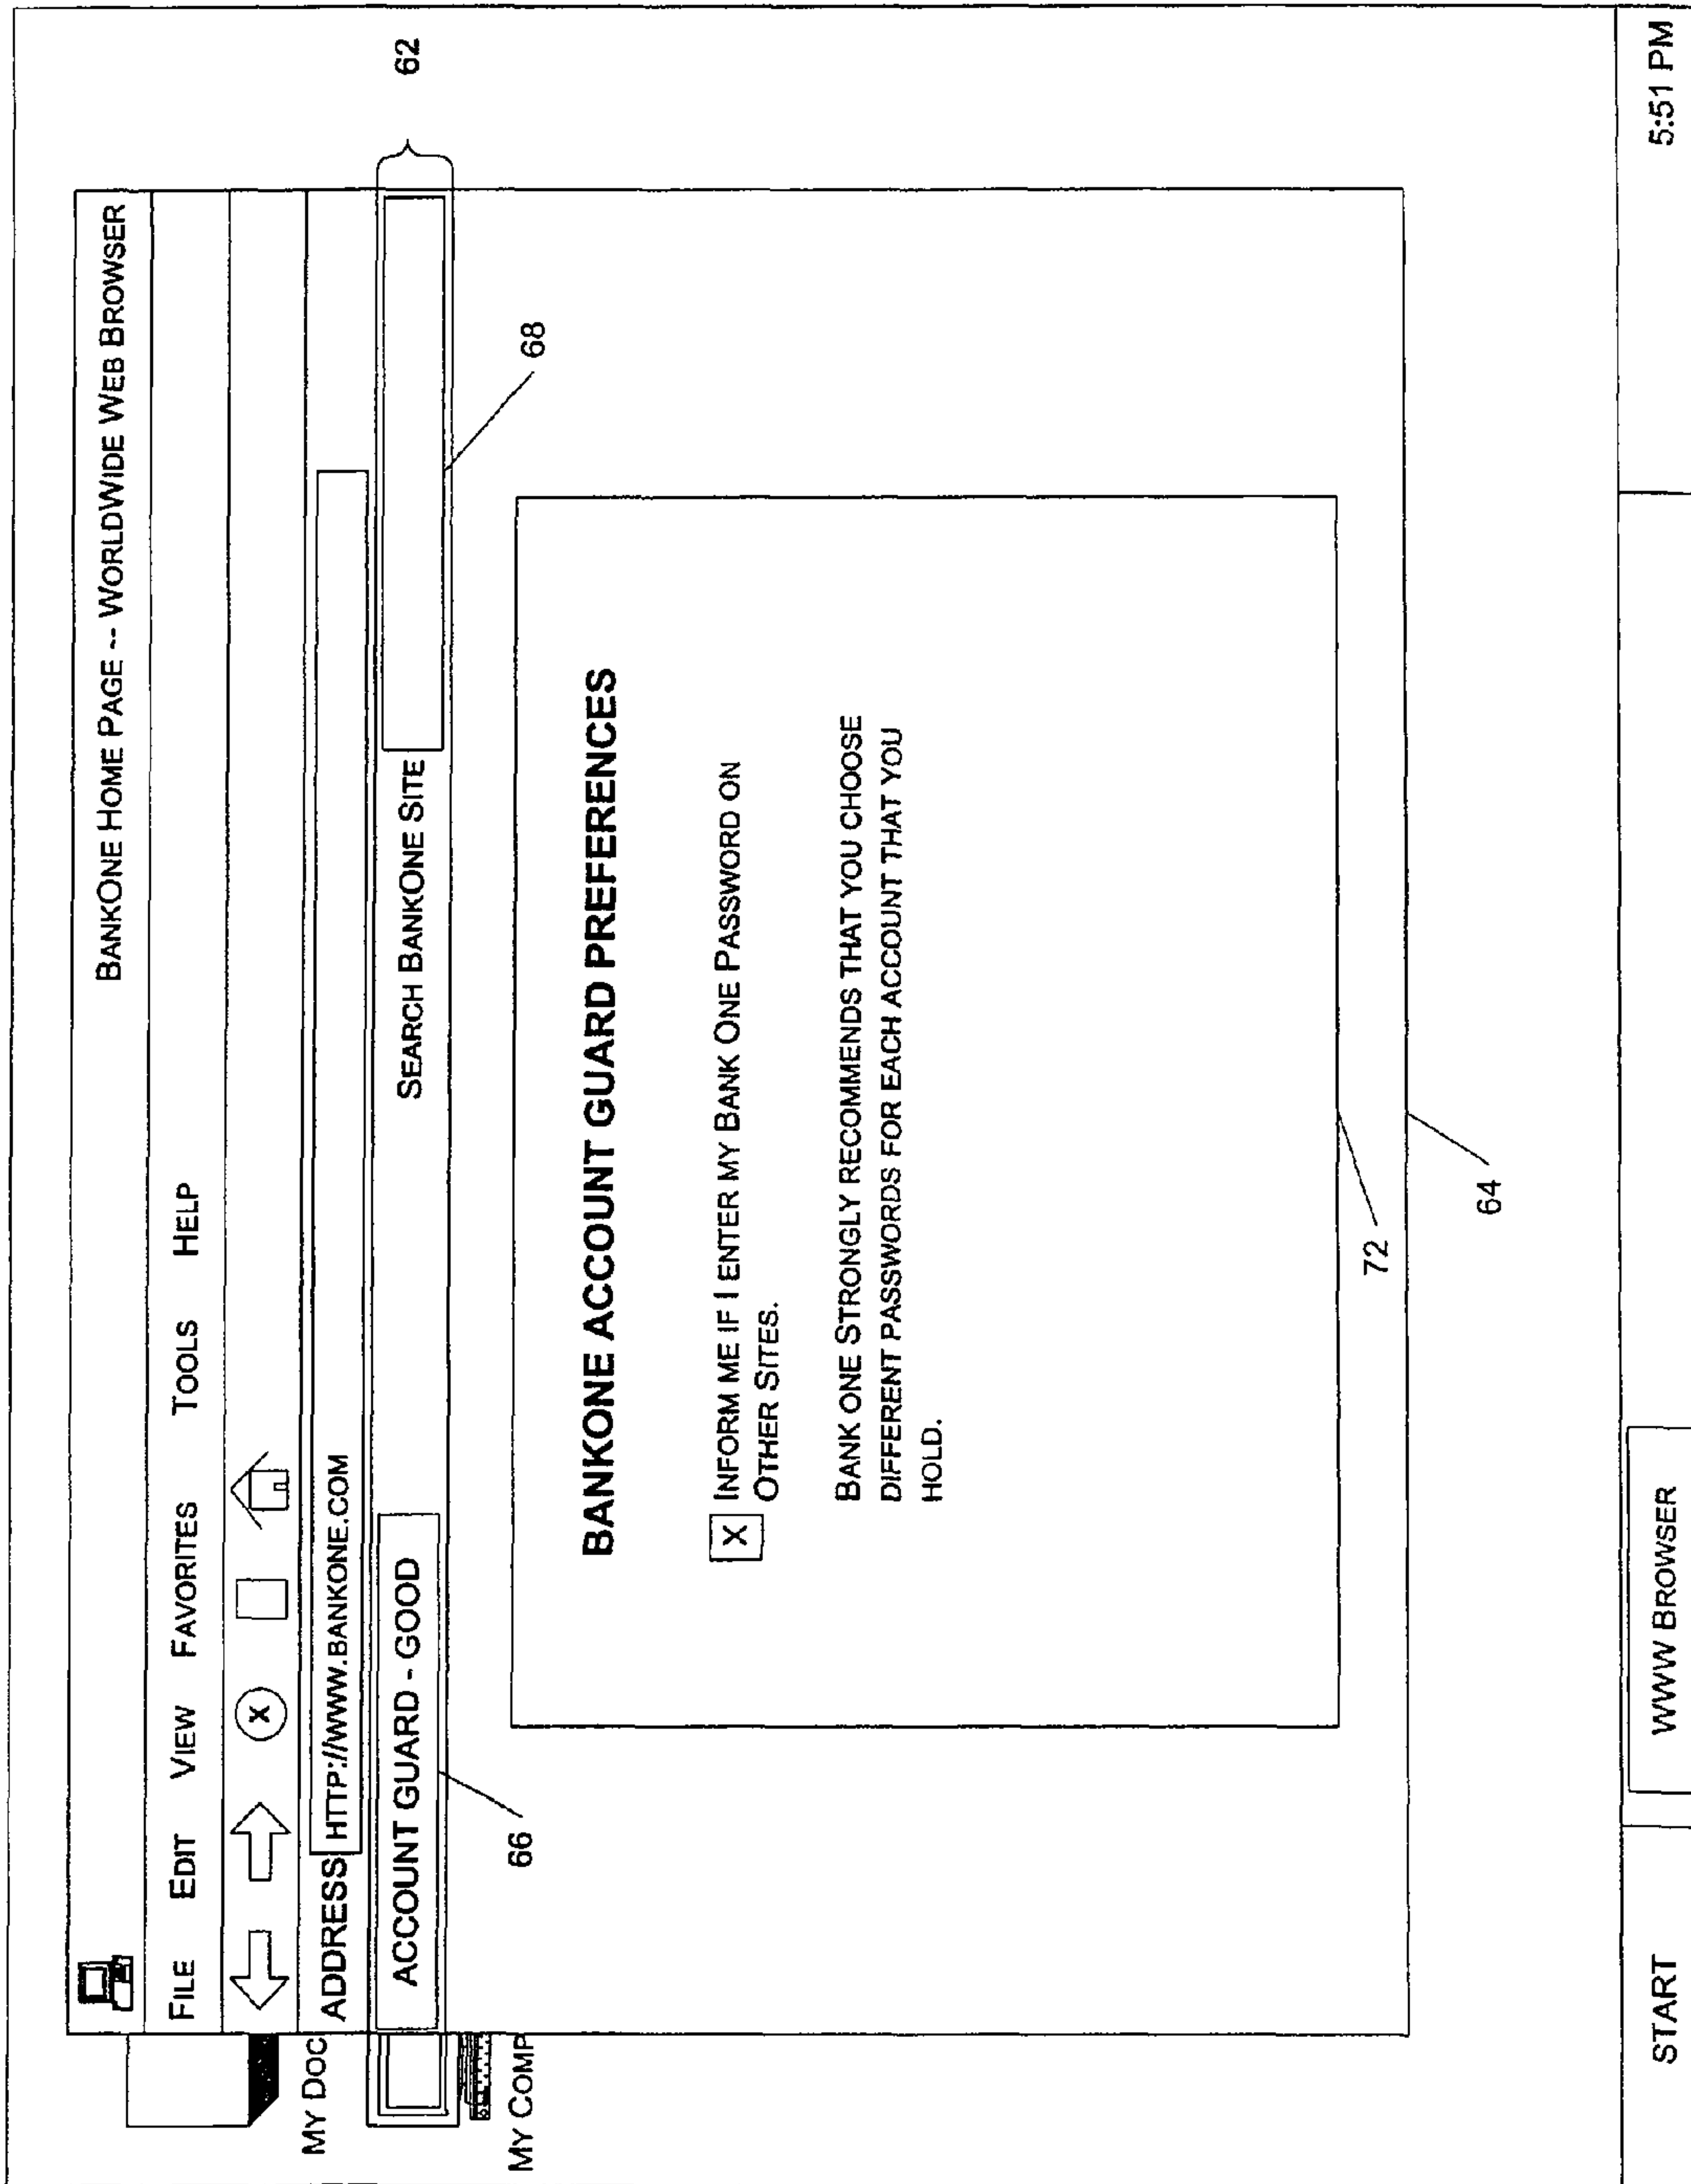 BANKONE HOME PAGE -- WORLDWIDE WEB BROWSER
FILE EDIT VIEW FAVORITES TOOLS HELP
X
ADDRESS HTTP://WWW.BANKONE.COM
MY DOC
ACCOUNT GUARD - GOOD
SEARCH BANKONE SITE
62
MY COMP
66
68
BANKONE ACCOUNT GUARD PREFERENCES
X INFORM ME IF I ENTER MY BANK ONE PASSWORD ON
OTHER SITES.
BANK ONE STRONGLY RECOMMENDS THAT YOU CHOOSE
DIFFERENT PASSWORDS FOR EACH ACCOUNT THAT YOU
HOLD.
72
64
START
WWW BROWSER
5:51 PM